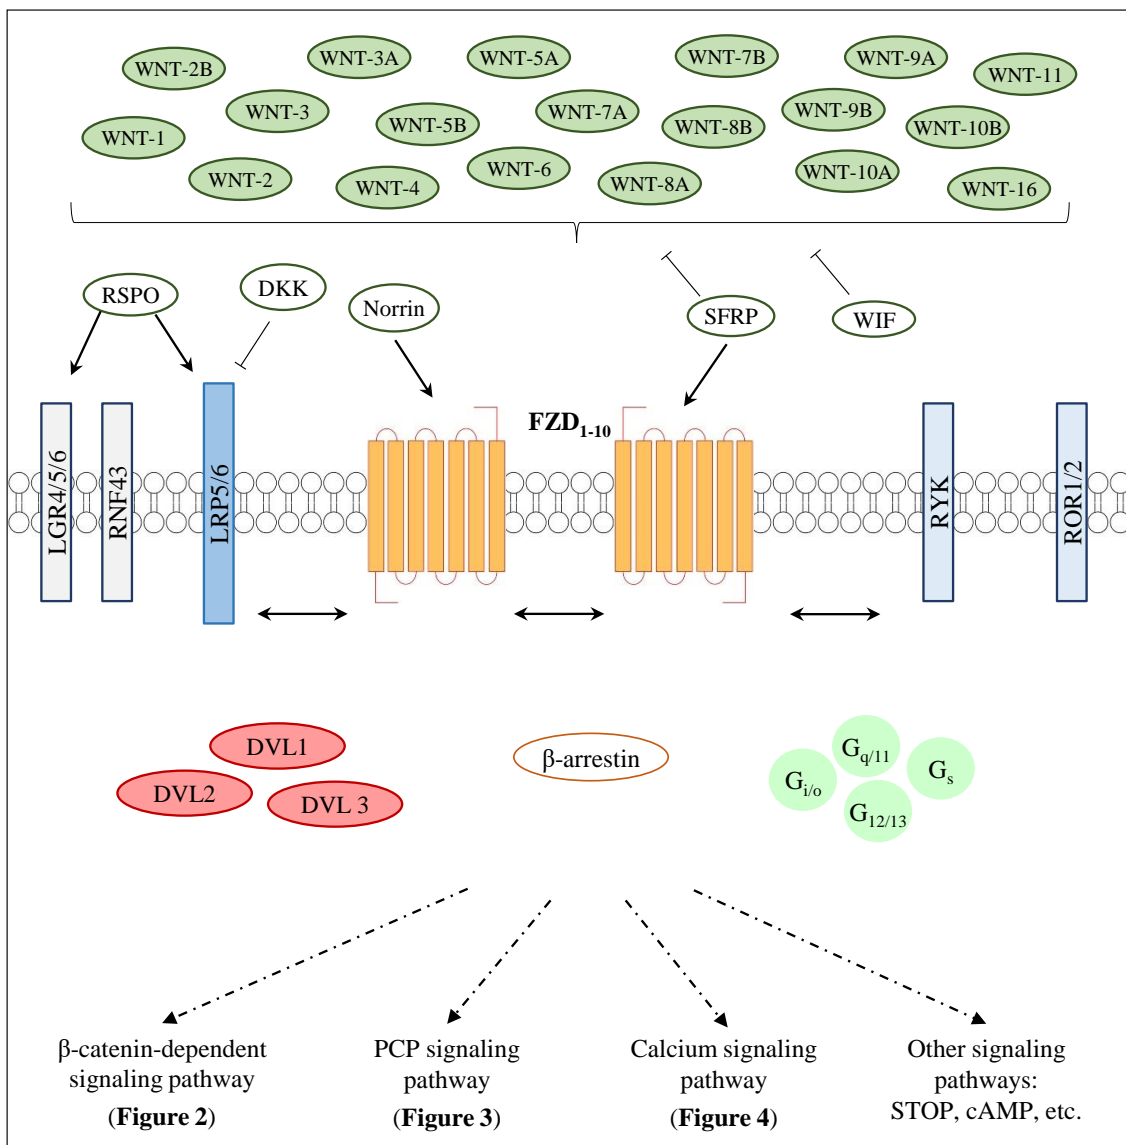 WNT-2B
WNT-3A
WNT-5A
WNT-7B
WNT-9A
WNT-11
WNT-1
WNT-3
WNT-5B
WNT-7A
WNT-8B
WNT-9B
WNT-10B
WNT-2
WNT-4
WNT-6
WNT-8A
WNT-10A
WNT-16
RSPO
DKK
Norrin
SFRP
WIF
FZD1-10
LGR4/5/6
RNF43
LRP5/6
RYK
ROR1/2
DVL1
DVL2
DVL 3
β-arrestin
Gi/o
Gq/11
Gs
G12/13
β-catenin-dependent
signaling pathway
(Figure 2)
PCP signaling
pathway
(Figure 3)
Calcium signaling
pathway
(Figure 4)
Other signaling
pathways:
STOP, cAMP, etc.